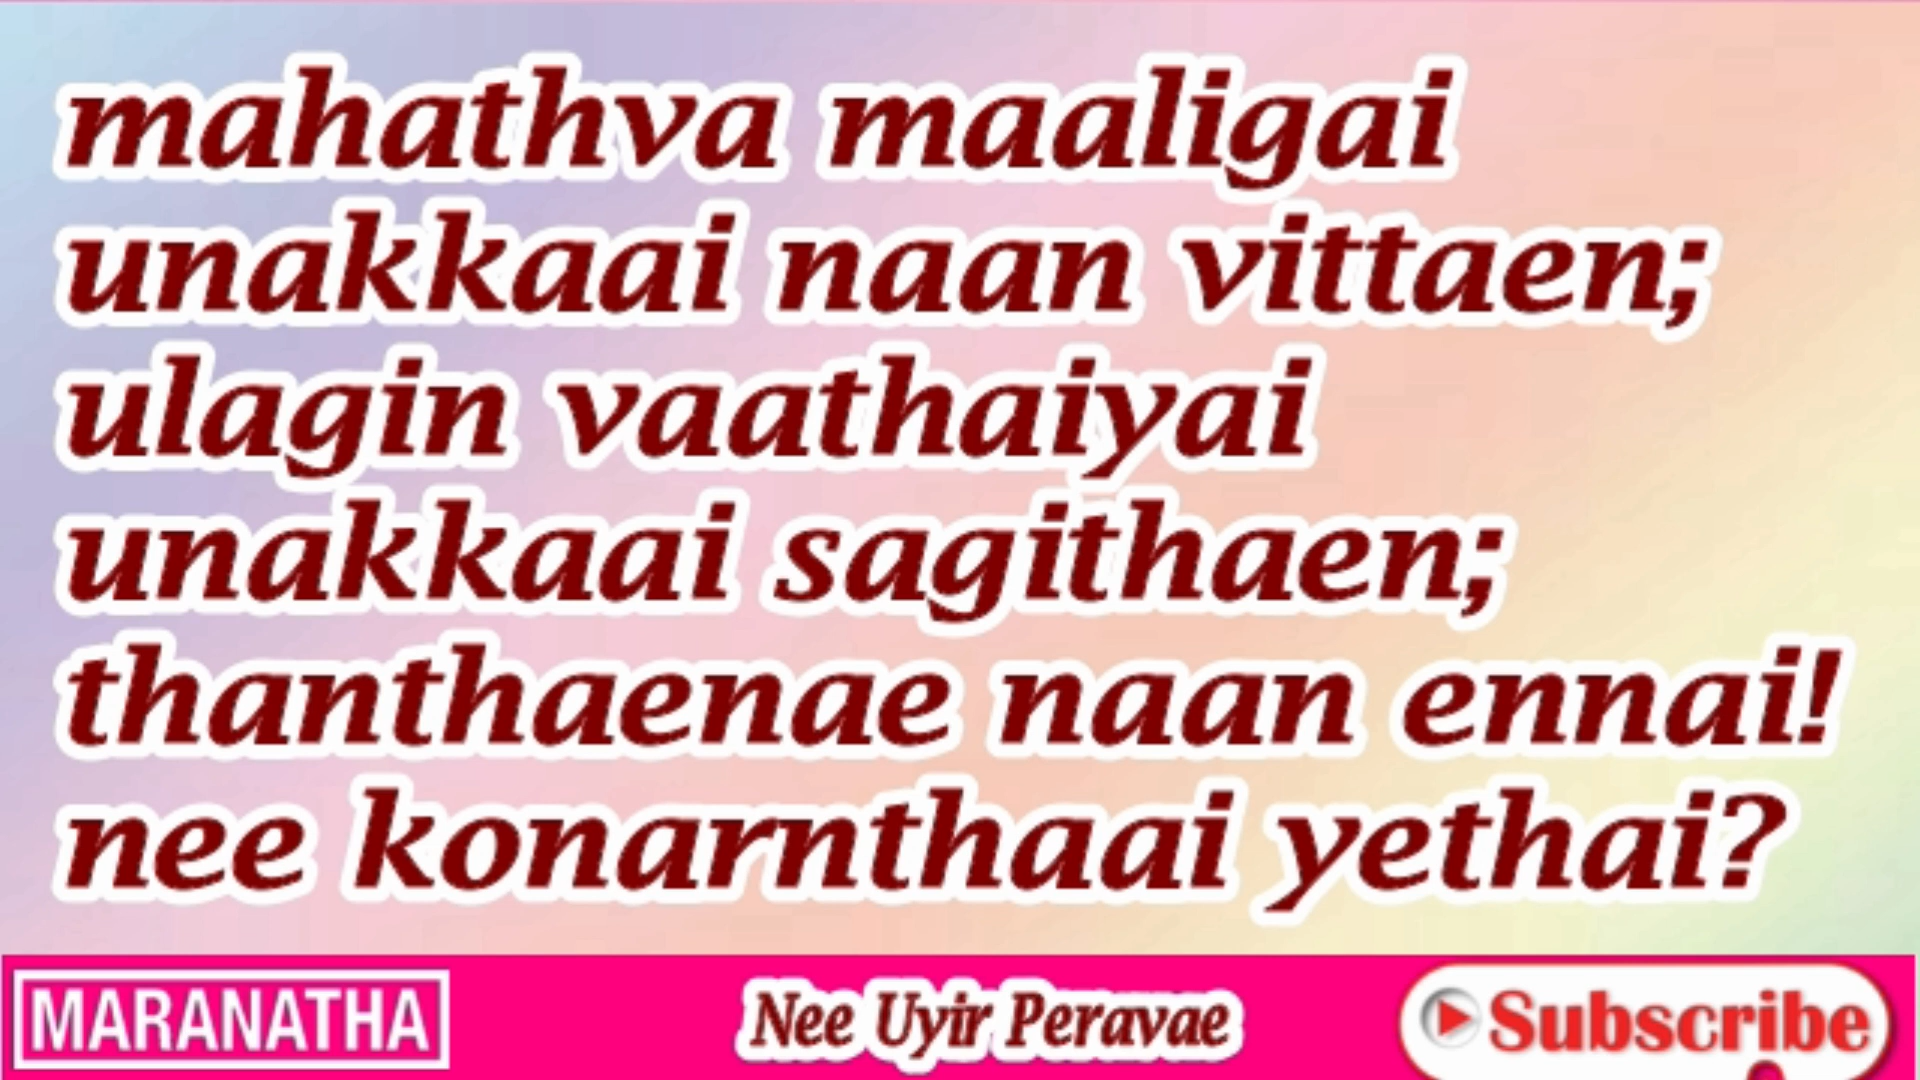 mahathva maaligai
unakkaai naan vittaen;
ulagin vaathaiyai
unakkaai sagithaen;
thanthaenae naan ennai!
nee konarnthaai yethai?
MARANATHA
Nee Uyir Peravae
Subscribe